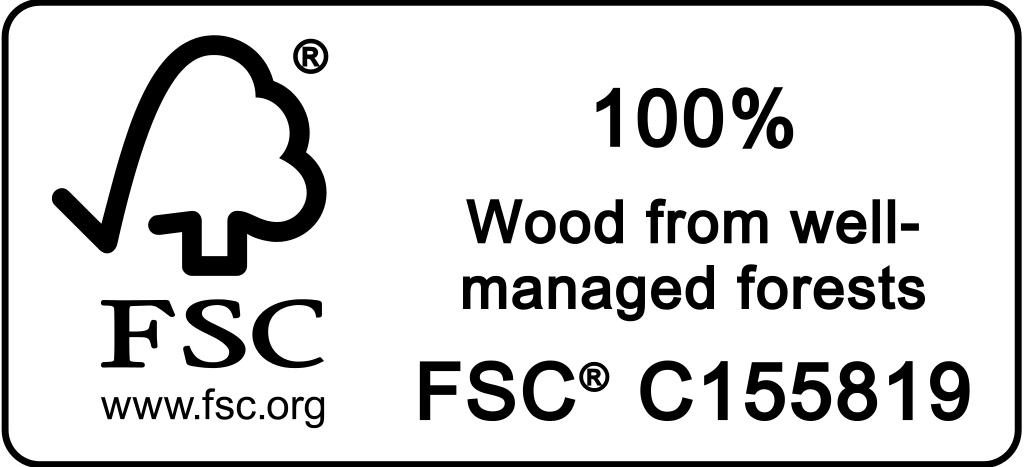 ®
FSC
www.fsc.org
100%
Wood from well-
managed forests
FSC® C155819